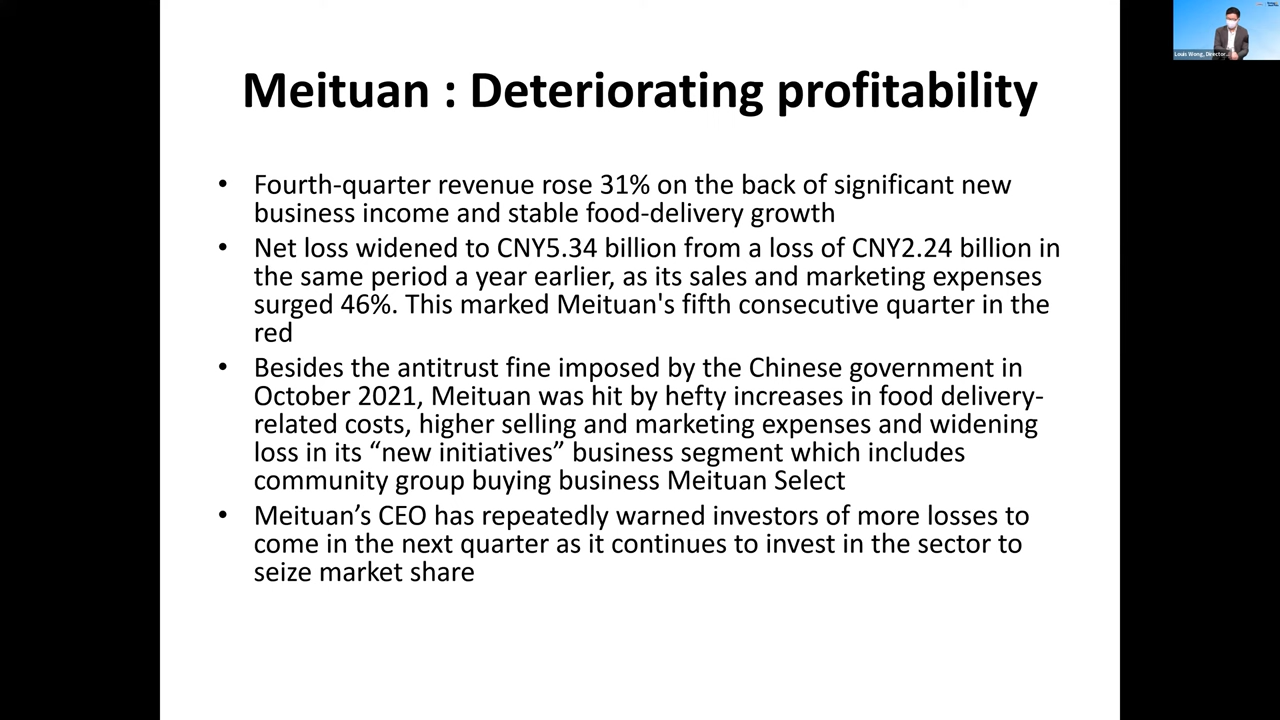 Meituan : Deteriorating profitability
• Fourth-quarter revenue rose 31% on the back of significant new
business income and stable food-delivery growth
• Net loss widened to CNY5.34 billion from a loss of CNY2.24 billion in
the same period a year earlier, as its sales and marketing expenses
surged 46%. This marked Meituan's fifth consecutive quarter in the
red
• Besides the antitrust fine imposed by the Chinese government in
October 2021, Meituan was hit by hefty increases in food delivery-
related costs, higher selling and marketing expenses and widening
loss in its “new initiatives” business segment which includes
community group buying business Meituan Select
• Meituan’s CEO has repeatedly warned investors of more losses to
come in the next quarter as it continues to invest in the sector to
seize market share
Louis Wong, Director...